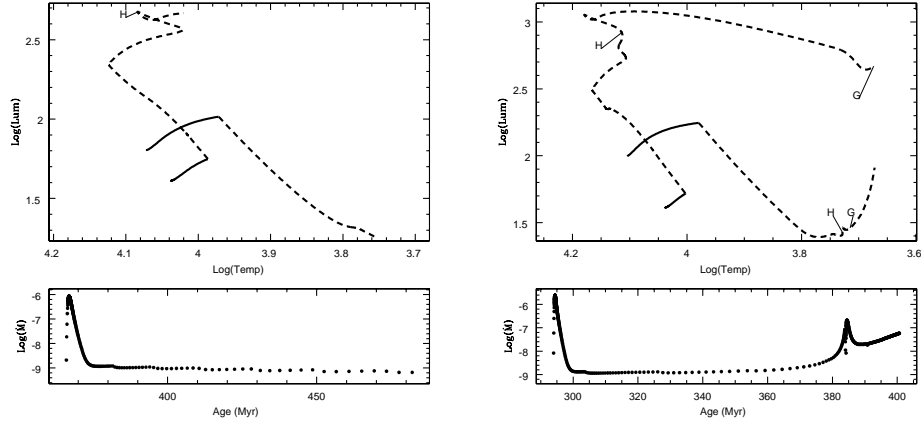 H
2.5
2
1.5
Log(Lum)
4.2 4.1 4 3.9 3.8 3.7
Log(Temp)
-6
-7
-8
-9
Log(Ṁ)
400 450
Age (Myr)
3
2.5
2
1.5
Log(Lum)
H
G
H G
4.2 4 3.8 3.6
Log(Temp)
-6
-7
-8
-9
Log(Ṁ)
300 320 340 360 380 400
Age (Myr)